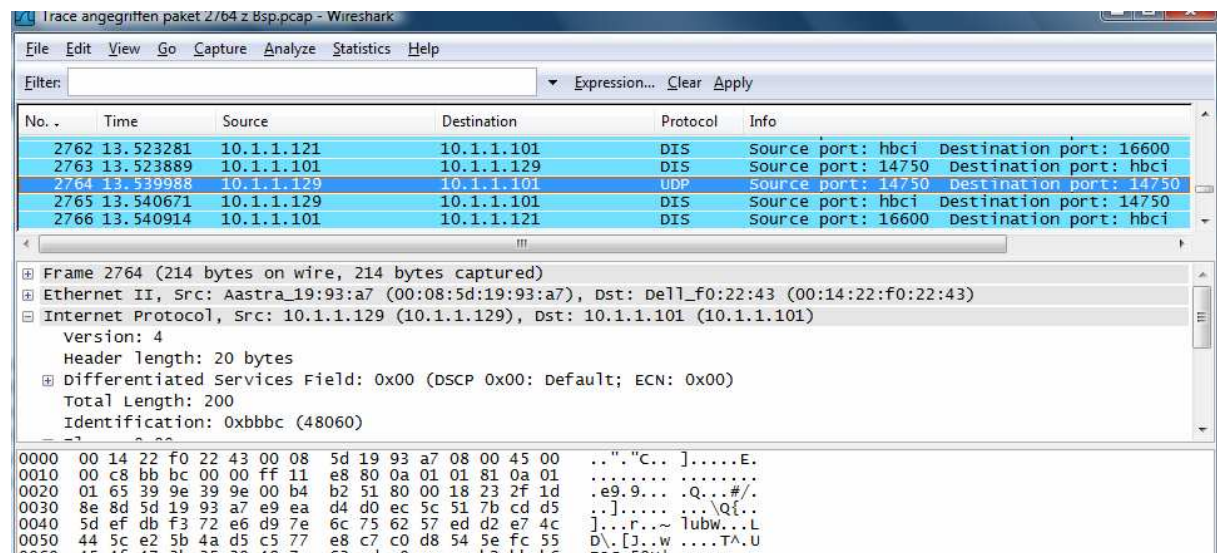 Trace angegriffen paket 2764 z Bsp.pcap - Wireshark
File Edit View Go Capture Analyze Statistics Help
Filter: Expression... Clear Apply
No. . Time Source Destination Protocol Info
2762 13.523281 10.1.1.121 10.1.1.101 DIS Source port: hbci Destination port: 16600
2763 13.523889 10.1.1.101 10.1.1.129 DIS Source port: 14750 Destination port: hbci
2764 13.539988 10.1.1.129 10.1.1.101 UDP Source port: 14750 Destination port: 14750
2765 13.540671 10.1.1.129 10.1.1.101 DIS Source port: hbci Destination port: 14750
2766 13.540914 10.1.1.101 10.1.1.121 DIS Source port: 16600 Destination port: hbci
Frame 2764 (214 bytes on wire, 214 bytes captured)
Ethernet II, Src: Aastra_19:93:a7 (00:08:5d:19:93:a7), Dst: Dell_f0:22:43 (00:14:22:f0:22:43)
Internet Protocol, Src: 10.1.1.129 (10.1.1.129), Dst: 10.1.1.101 (10.1.1.101)
Version: 4
Header length: 20 bytes
Differentiated Services Field: 0x00 (DSCP 0x00: Default; ECN: 0x00)
Total Length: 200
Identification: 0xbbbc (48060)
0000 00 14 22 f0 22 43 00 08 5d 19 93 a7 08 00 45 00 .."."C.. ].....E.
0010 00 c8 bb bc 00 00 ff 11 e8 80 0a 01 01 81 0a 01 ........ ........
0020 01 65 39 9e 39 9e 00 b4 b2 51 80 00 18 23 2f 1d .e9.9... .Q...#/.
0030 8e 8d 5d 19 93 a7 e9 ea d4 d0 ec 5c 51 7b cd d5 ..]..... ...\Q{..
0040 5d ef db f3 72 e6 d9 7e 6c 75 62 57 ed d2 e7 4c ]...r..~ lubW...L
0050 44 5c e2 5b 4a d5 c5 77 e8 c7 c0 d8 54 5e fc 55 D\.[J..w ....T^.U